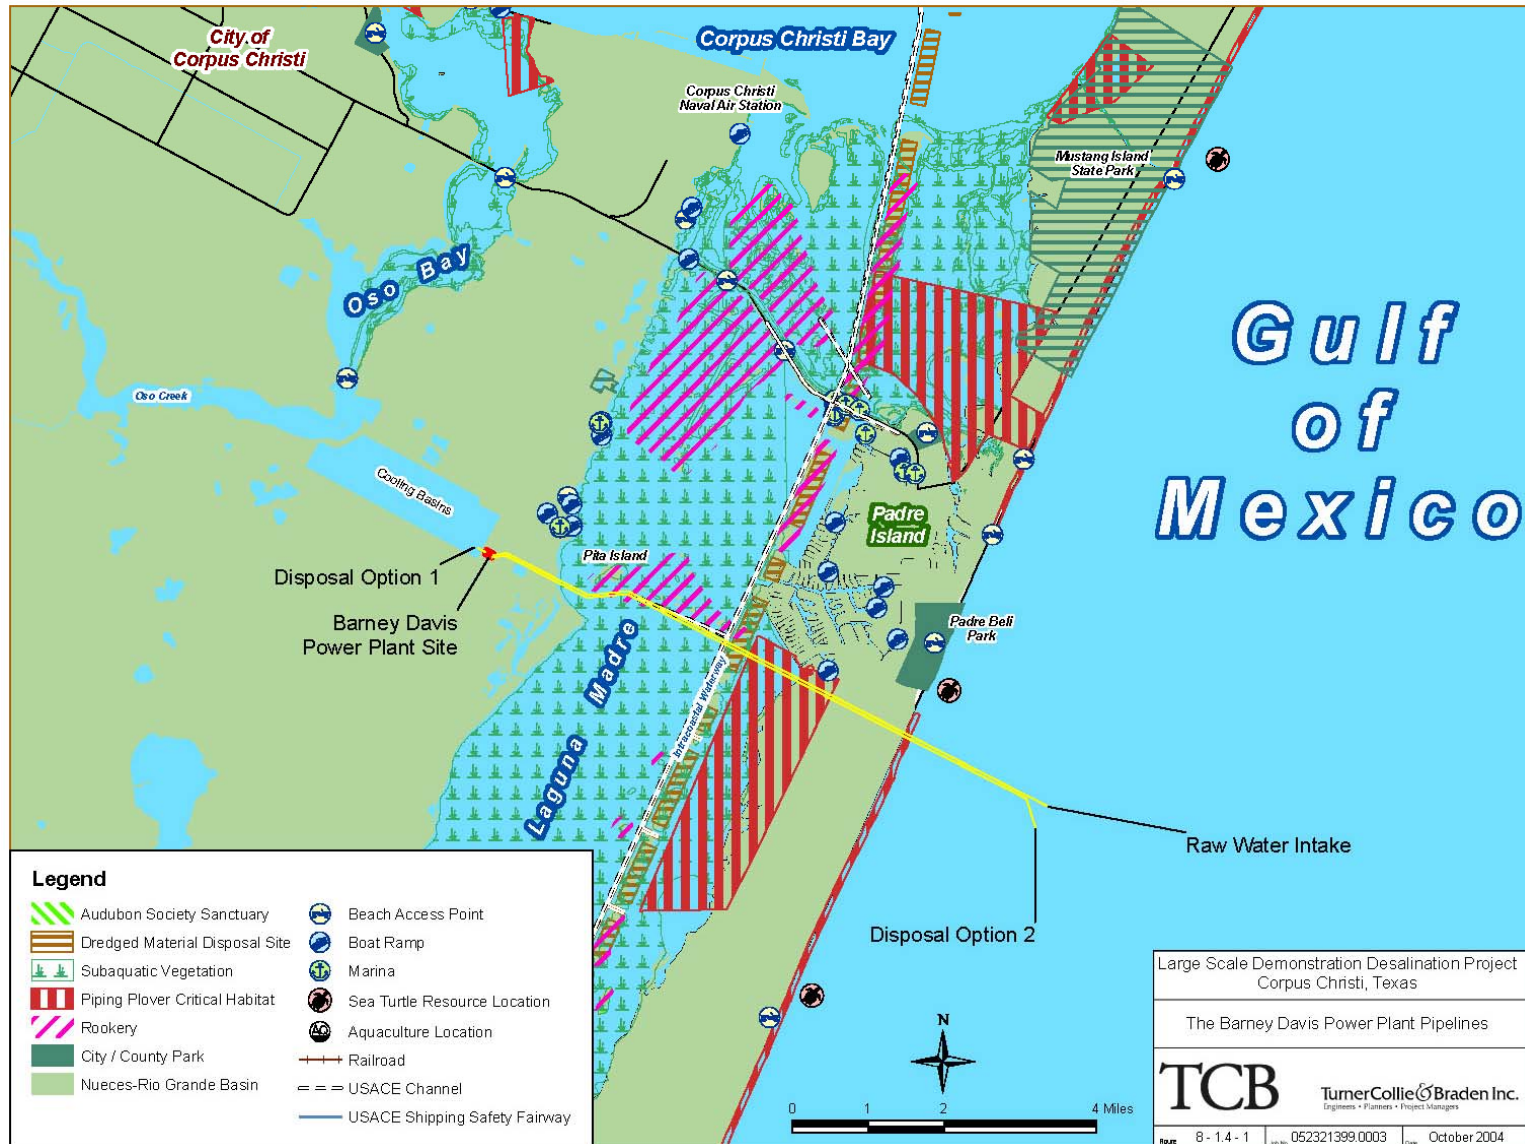 City of
Corpus Christi
Corpus Christi Bay
Corpus Christi
Naval Air Station
Mustang Island
State Park
Oso Bay
Oso Creek
Cooling Basins
Gulf
of
Mexico
Padre
Island
Pita Island
Disposal Option 1
Barney Davis
Power Plant Site
Padre Beli
Park
Laguna Madre
Intracoastal Waterway
Raw Water Intake
Disposal Option 2
Legend
Audubon Society Sanctuary
Dredged Material Disposal Site
Subaquatic Vegetation
Piping Plover Critical Habitat
Rookery
City / County Park
Nueces-Rio Grande Basin
Beach Access Point
Boat Ramp
Marina
Sea Turtle Resource Location
AQ Aquaculture Location
Railroad
USACE Channel
USACE Shipping Safety Fairway
N
0 1 2 4 Miles
Large Scale Demonstration Desalination Project
Corpus Christi, Texas
The Barney Davis Power Plant Pipelines
TCB
TurnerCollie&Braden Inc.
Engineers • Planners • Project Managers
8 - 1.4 - 1
052321399.0003
Date October 2004